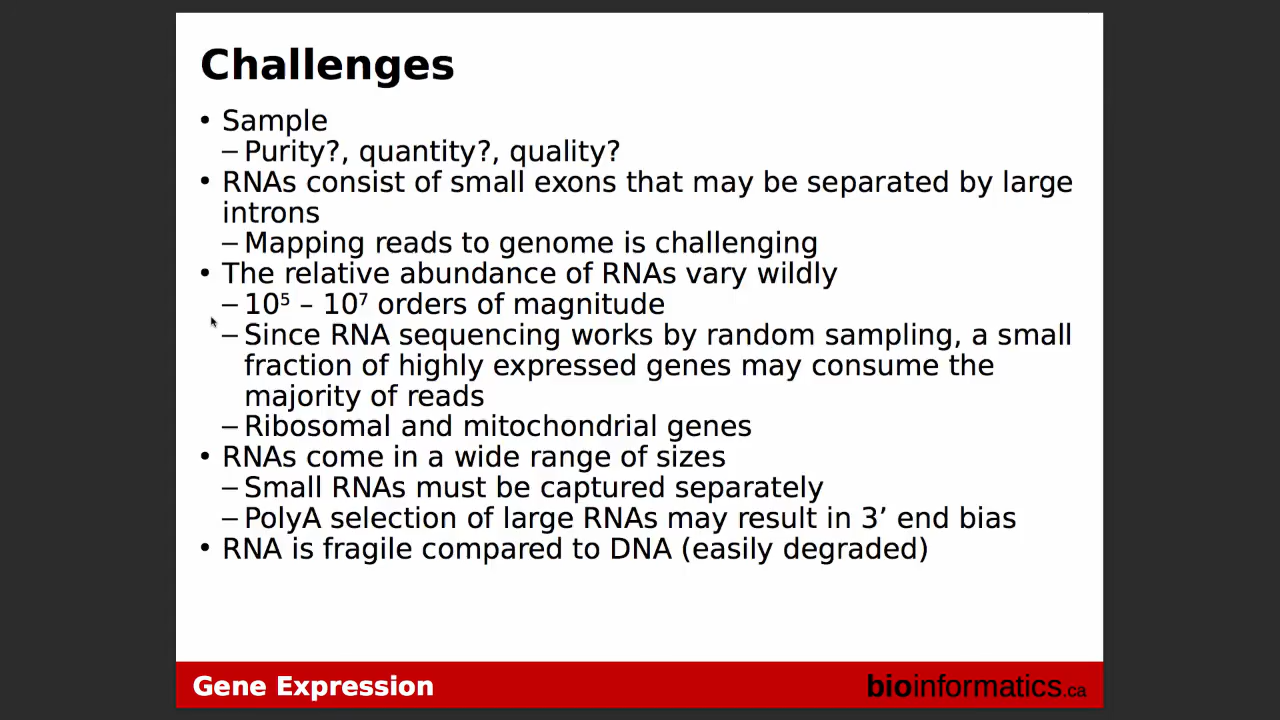 Challenges
• Sample
– Purity?, quantity?, quality?
• RNAs consist of small exons that may be separated by large
introns
– Mapping reads to genome is challenging
• The relative abundance of RNAs vary wildly
– 10⁵ – 10⁷ orders of magnitude
– Since RNA sequencing works by random sampling, a small
fraction of highly expressed genes may consume the
majority of reads
– Ribosomal and mitochondrial genes
• RNAs come in a wide range of sizes
– Small RNAs must be captured separately
– PolyA selection of large RNAs may result in 3’ end bias
• RNA is fragile compared to DNA (easily degraded)
Gene Expression
bioinformatics.ca